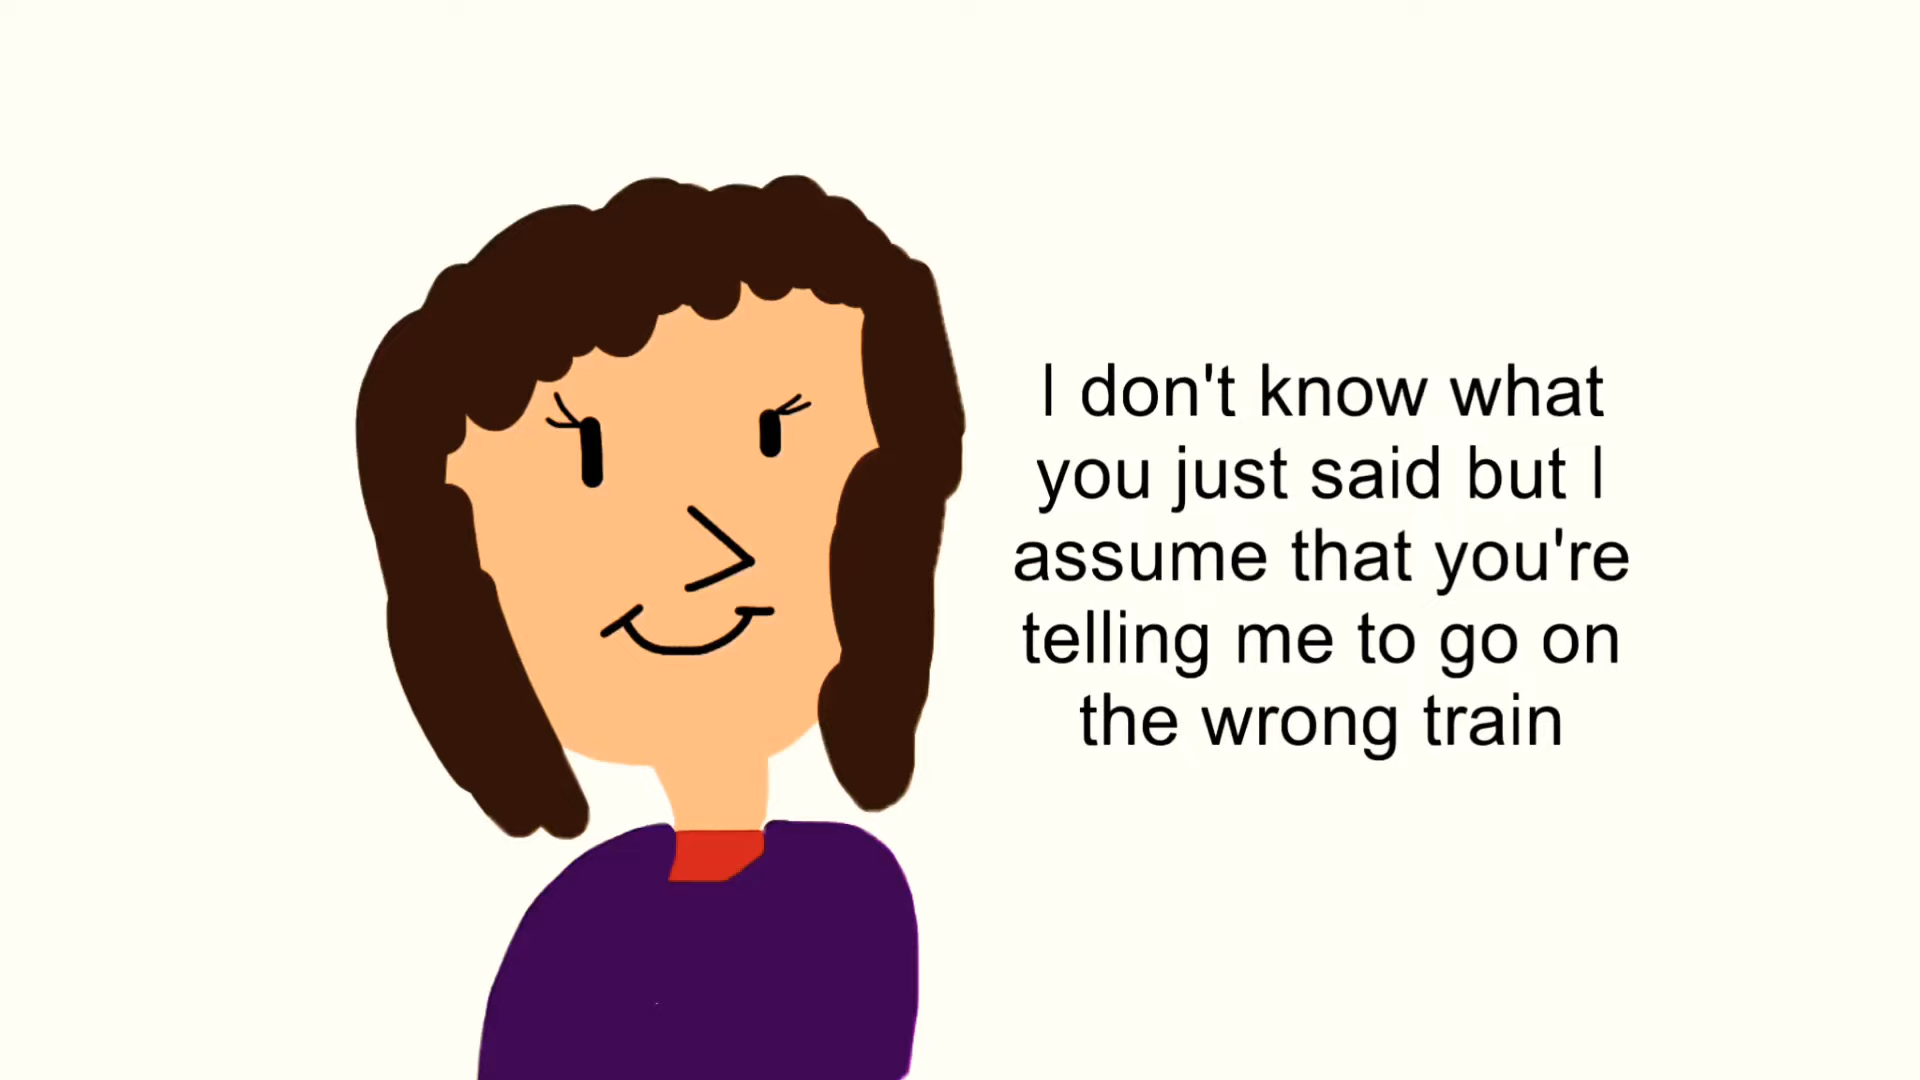 I don't know what
you just said but I
assume that you're
telling me to go on
the wrong train